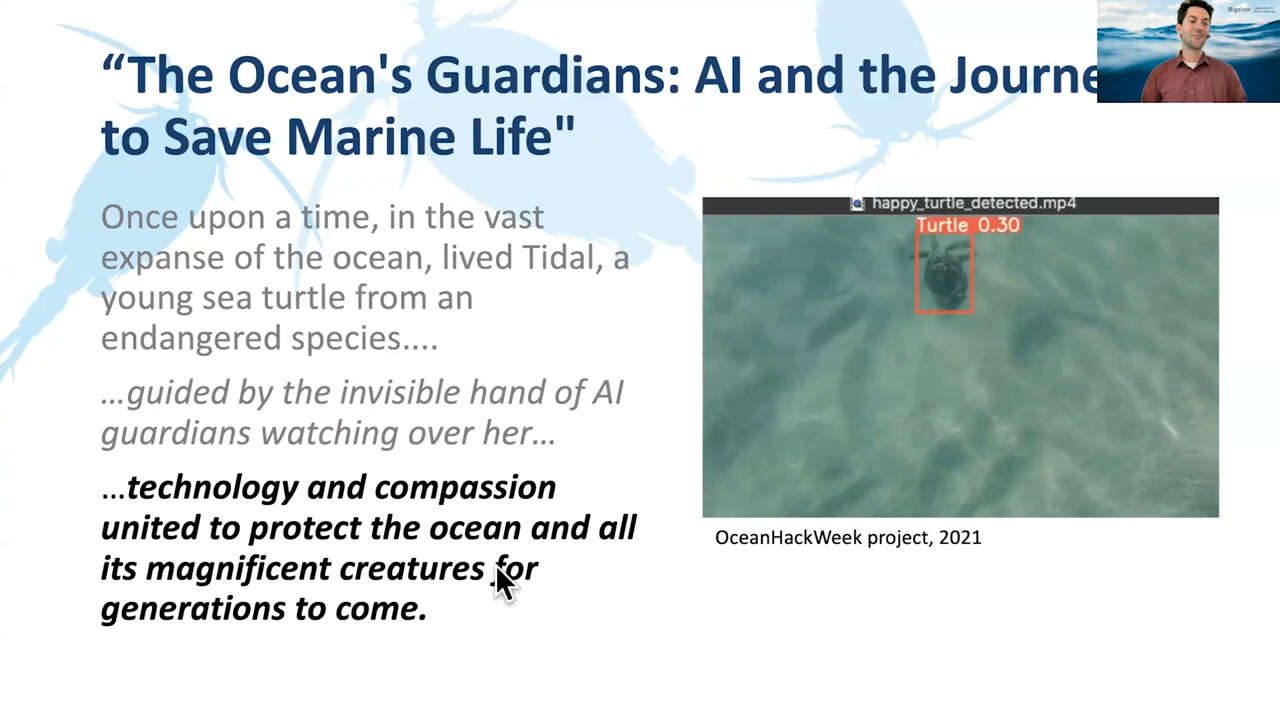 “The Ocean's Guardians: AI and the Journe
to Save Marine Life"
Bigelow
Once upon a time, in the vast
expanse of the ocean, lived Tidal, a
young sea turtle from an
endangered species....
…guided by the invisible hand of AI
guardians watching over her…
…technology and compassion
united to protect the ocean and all
its magnificent creatures for
generations to come.
happy_turtle_detected.mp4
Turtle 0.30
OceanHackWeek project, 2021